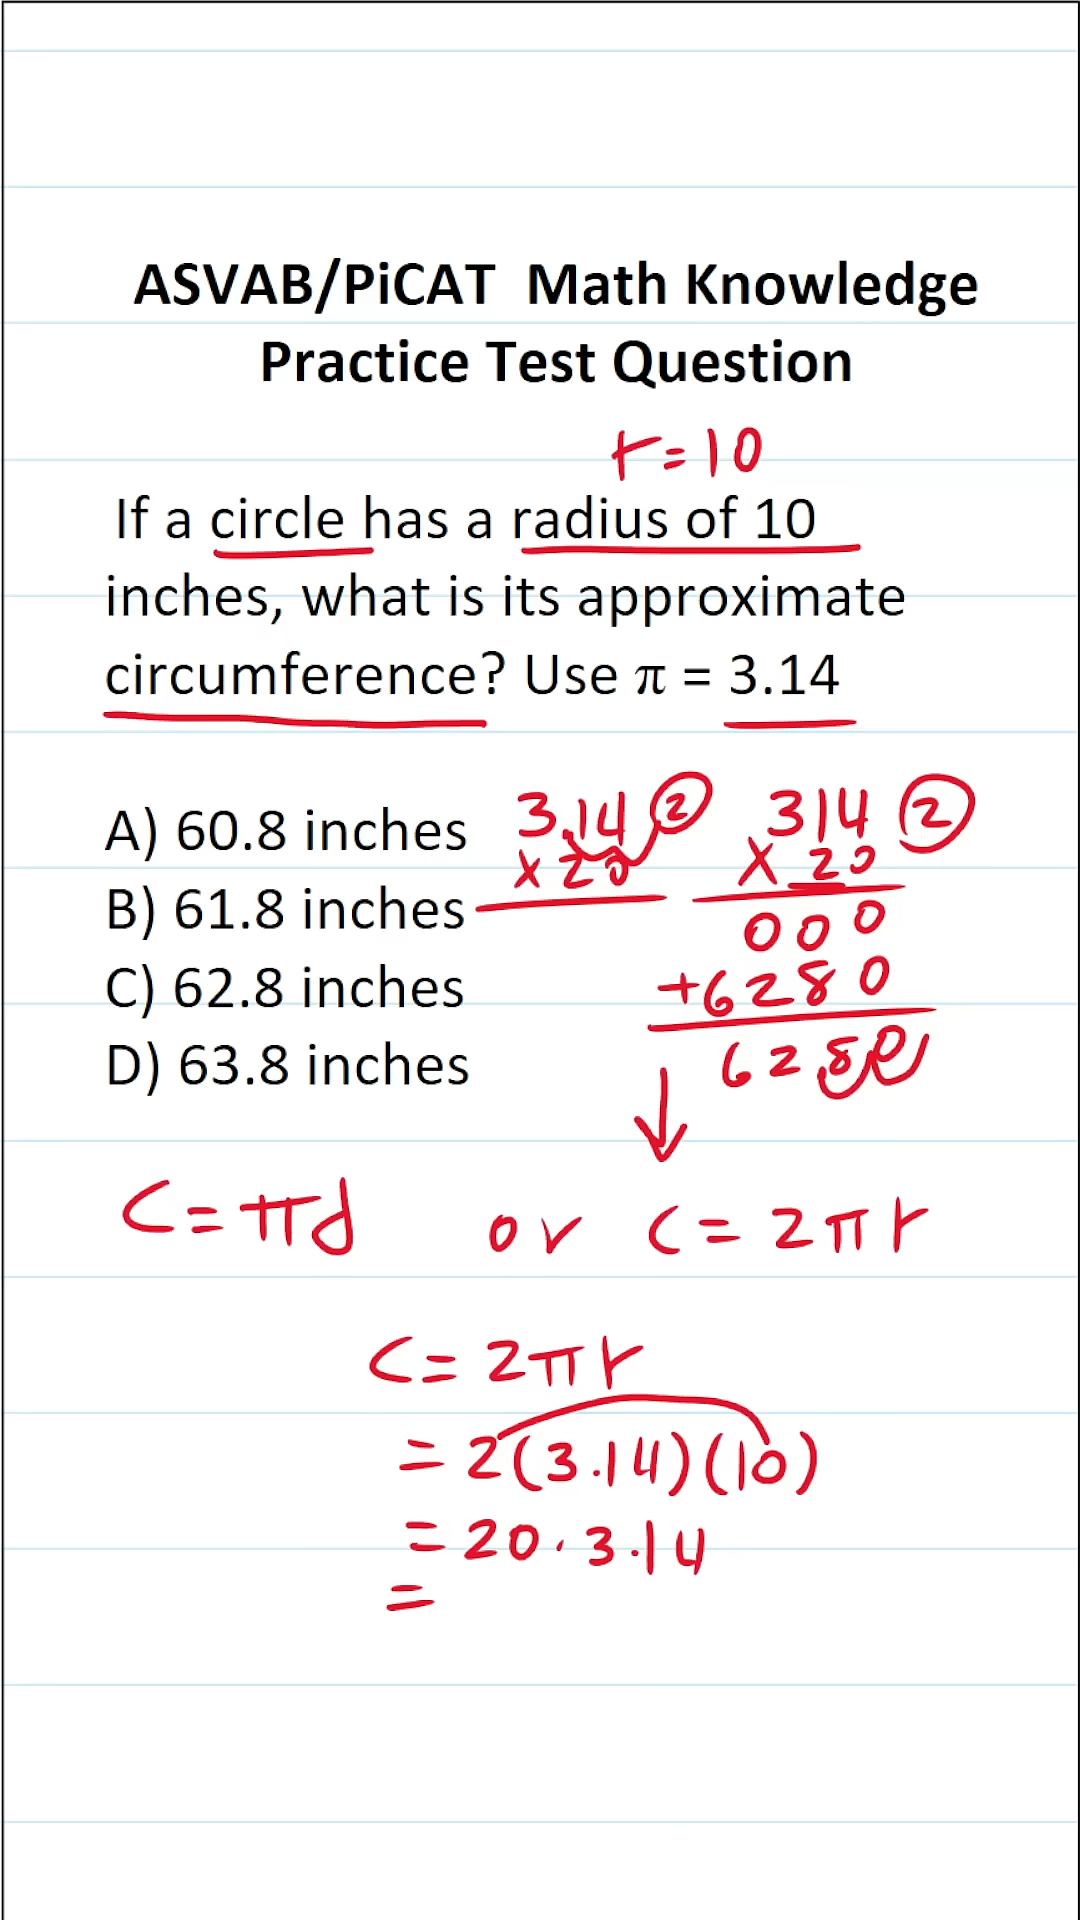 ASVAB/PiCAT Math Knowledge
Practice Test Question
r=10
If a circle has a radius of 10
inches, what is its approximate
circumference? Use π = 3.14
A) 60.8 inches
B) 61.8 inches
C) 62.8 inches
D) 63.8 inches
3.14 2
x 20
314 2
x 20
000
+6280
62.80
C=πd or C=2πr
C=2πr
=2(3.14)(10)
=20·3.14
=